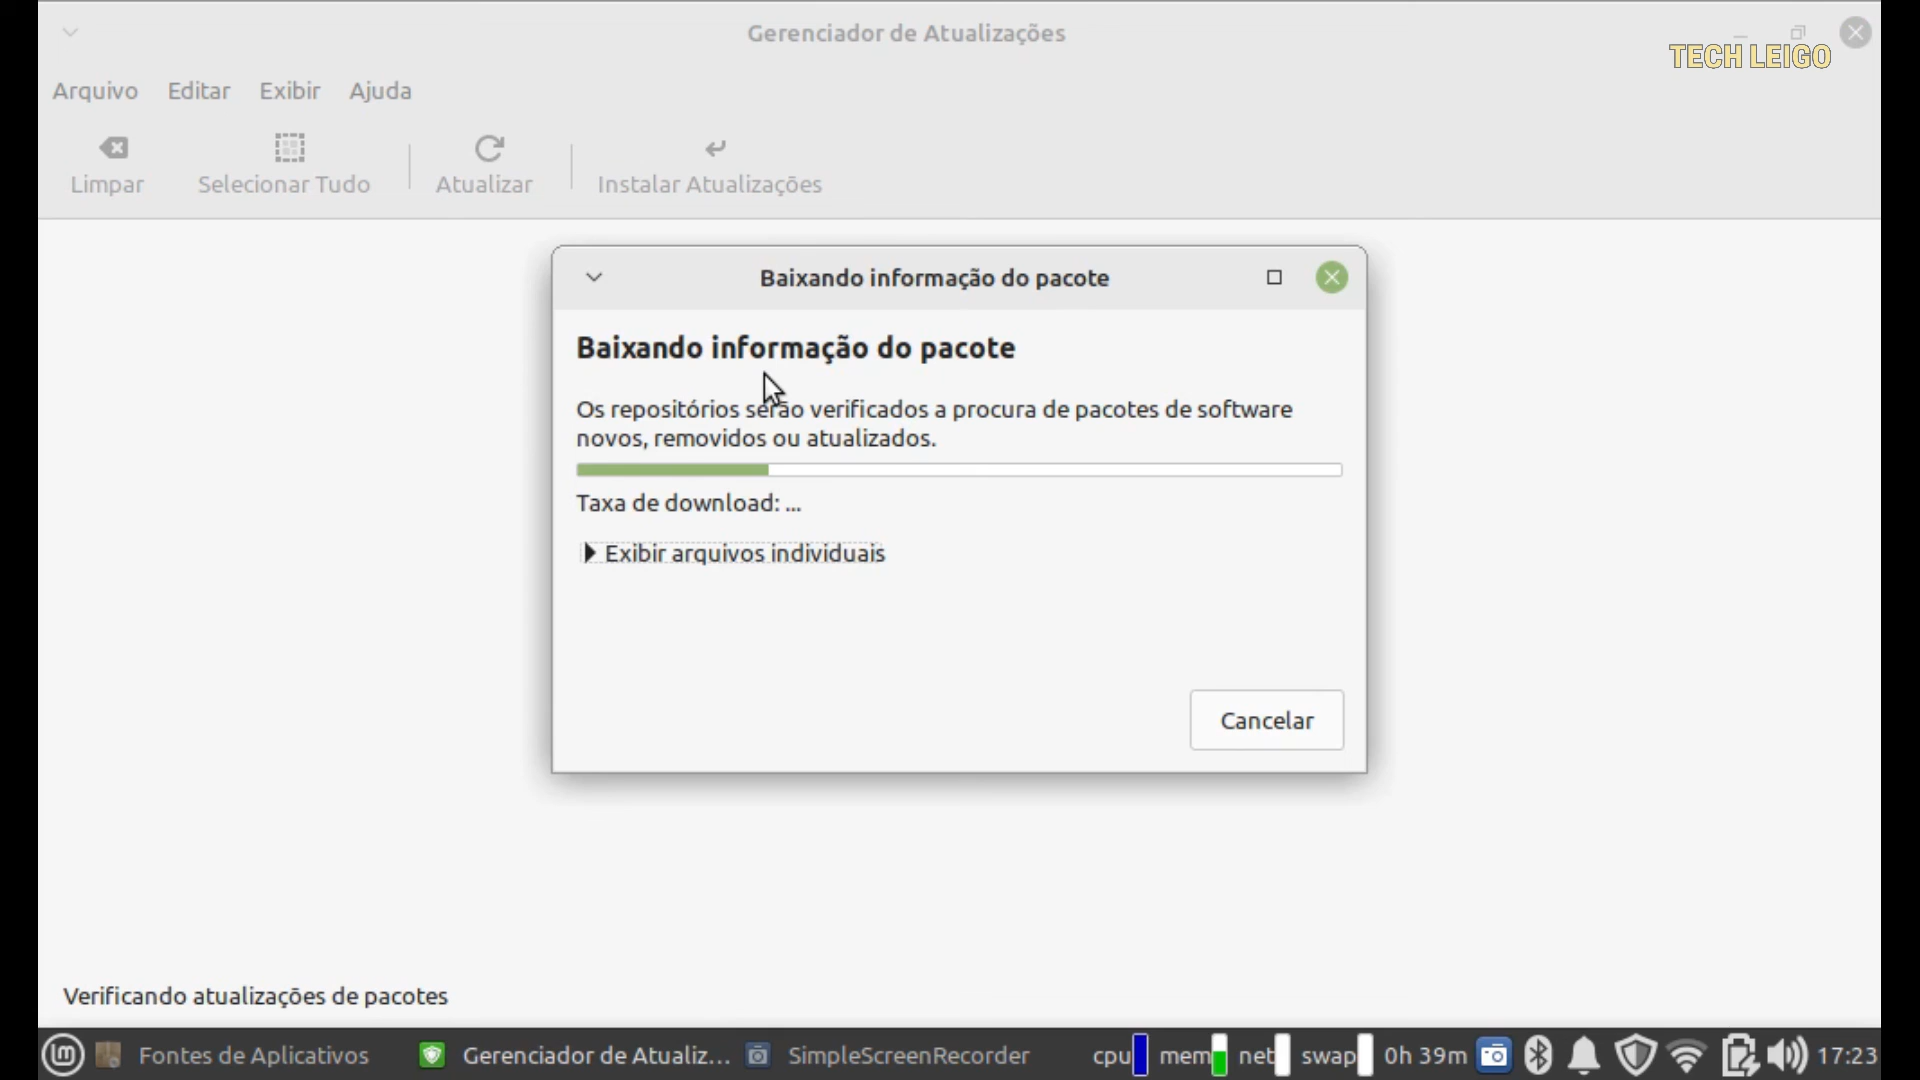 Gerenciador de Atualizações
TECH LEIGO
Arquivo Editar Exibir Ajuda
Limpar Selecionar Tudo Atualizar Instalar Atualizações
Baixando informação do pacote
Baixando informação do pacote
Os repositórios serão verificados a procura de pacotes de software
novos, removidos ou atualizados.
Taxa de download: ...
Exibir arquivos individuais
Cancelar
Verificando atualizações de pacotes
Fontes de Aplicativos Gerenciador de Atualiz... SimpleScreenRecorder cpu mem net swap 0h 39m 17:23